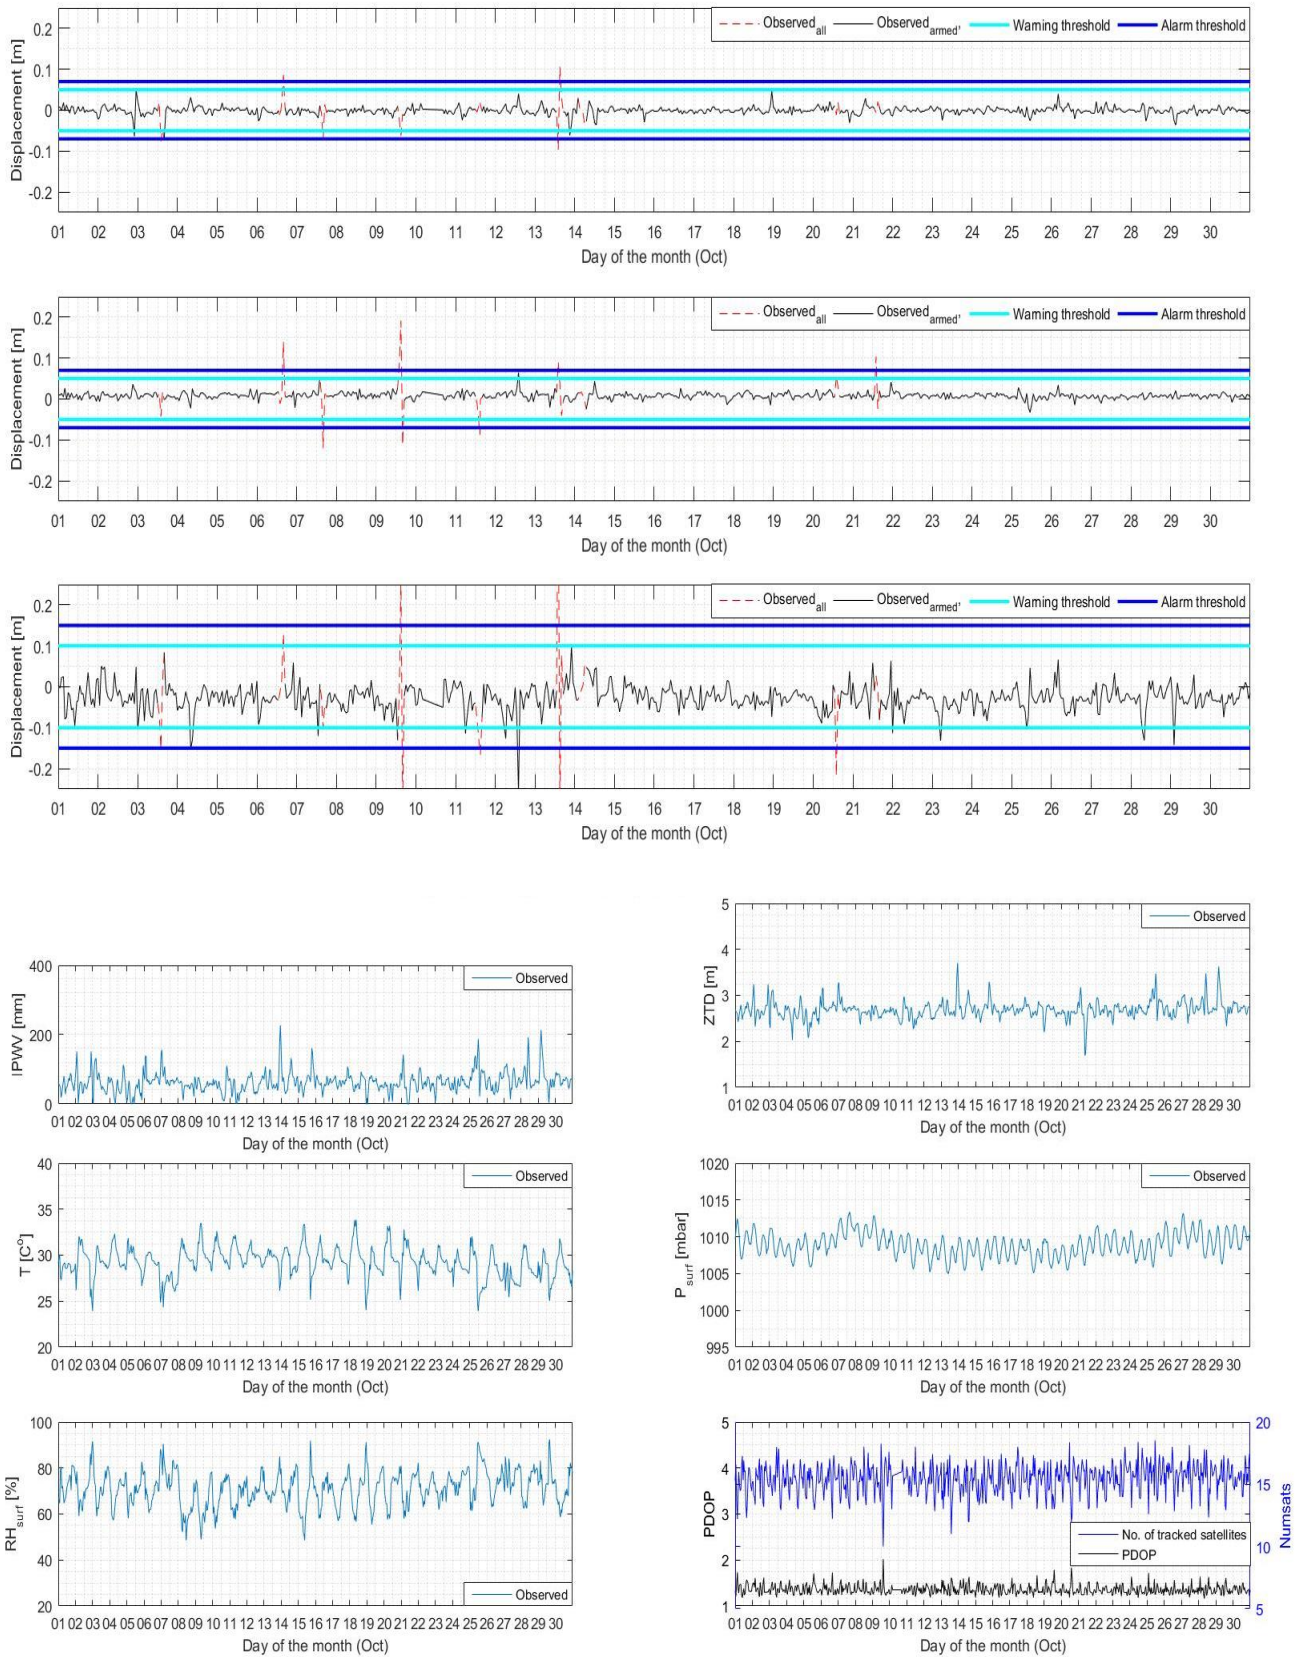 0.2
0.1
0
-0.1
-0.2
Displacement [m]
Observed all
Observed armed,
Warning threshold
Alarm threshold
01 02 03 04 05 06 07 08 09 10 11 12 13 14 15 16 17 18 19 20 21 22 23 24 25 26 27 28 29 30
Day of the month (Oct)
0.2
0.1
0
-0.1
-0.2
Displacement [m]
Observed all
Observed armed,
Warning threshold
Alarm threshold
01 02 03 04 05 06 07 08 09 10 11 12 13 14 15 16 17 18 19 20 21 22 23 24 25 26 27 28 29 30
Day of the month (Oct)
0.2
0.1
0
-0.1
-0.2
Displacement [m]
Observed all
Observed armed,
Warning threshold
Alarm threshold
01 02 03 04 05 06 07 08 09 10 11 12 13 14 15 16 17 18 19 20 21 22 23 24 25 26 27 28 29 30
Day of the month (Oct)
400
200
0
IPWV [mm]
Observed
01 02 03 04 05 06 07 08 09 10 11 12 13 14 15 16 17 18 19 20 21 22 23 24 25 26 27 28 29 30
Day of the month (Oct)
5
4
3
2
1
ZTD [m]
Observed
01 02 03 04 05 06 07 08 09 10 11 12 13 14 15 16 17 18 19 20 21 22 23 24 25 26 27 28 29 30
Day of the month (Oct)
40
35
30
25
20
T [C°]
Observed
01 02 03 04 05 06 07 08 09 10 11 12 13 14 15 16 17 18 19 20 21 22 23 24 25 26 27 28 29 30
Day of the month (Oct)
1020
1015
1010
1005
1000
995
P surf [mbar]
Observed
01 02 03 04 05 06 07 08 09 10 11 12 13 14 15 16 17 18 19 20 21 22 23 24 25 26 27 28 29 30
Day of the month (Oct)
100
80
60
40
20
RH surf [%]
Observed
01 02 03 04 05 06 07 08 09 10 11 12 13 14 15 16 17 18 19 20 21 22 23 24 25 26 27 28 29 30
Day of the month (Oct)
5
4
3
2
1
PDOP
20
15
10
5
Numsats
No. of tracked satellites
PDOP
01 02 03 04 05 06 07 08 09 10 11 12 13 14 15 16 17 18 19 20 21 22 23 24 25 26 27 28 29 30
Day of the month (Oct)